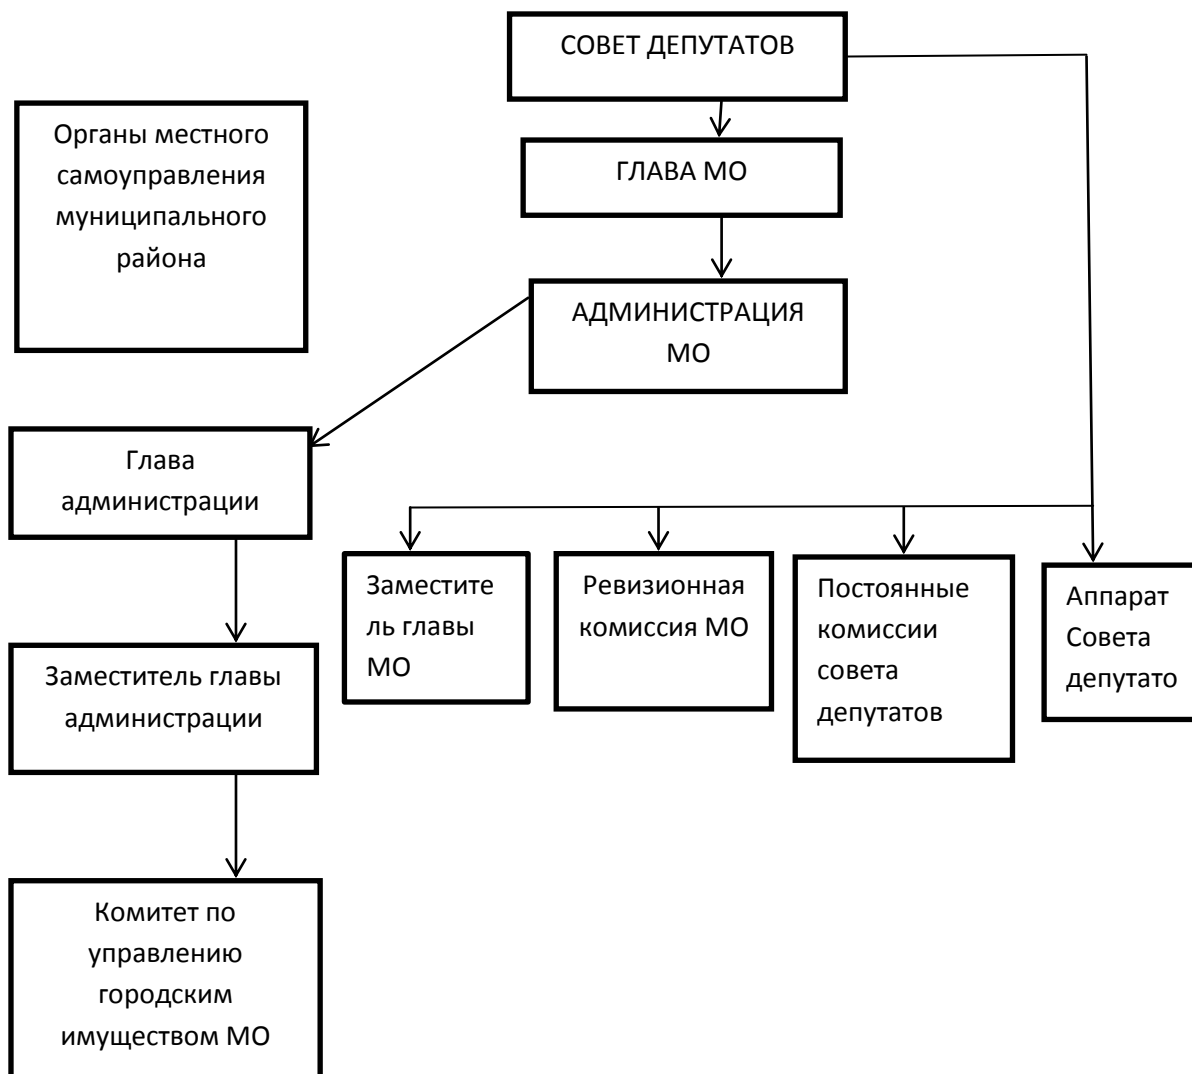 СОВЕТ ДЕПУТАТОВ
Органы местного
самоуправления
муниципального
района
ГЛАВА МО
АДМИНИСТРАЦИЯ
МО
Глава
администрации
Заместите
ль главы
МО
Ревизионная
комиссия МО
Постоянные
комиссии
совета
депутатов
Аппарат
Совета
депутато
Заместитель главы
администрации
Комитет по
управлению
городским
имуществом МО